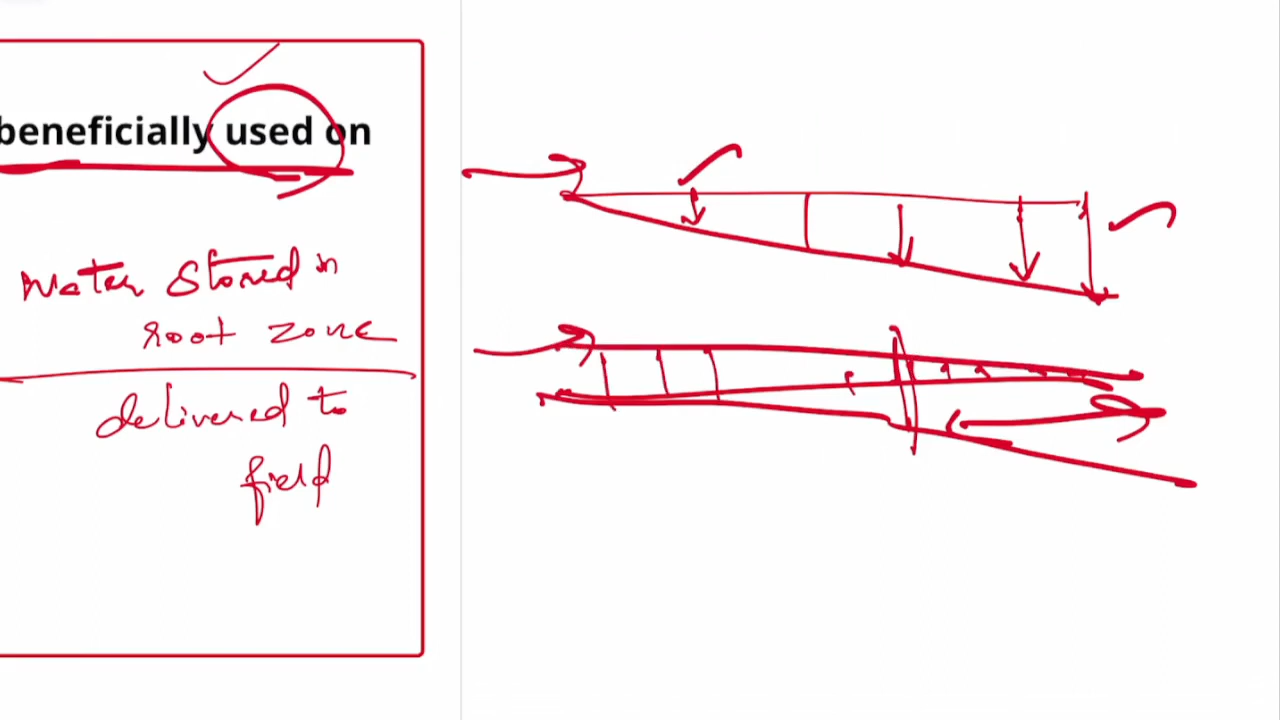 beneficially used on
water stored in
root zone
delivered to
field